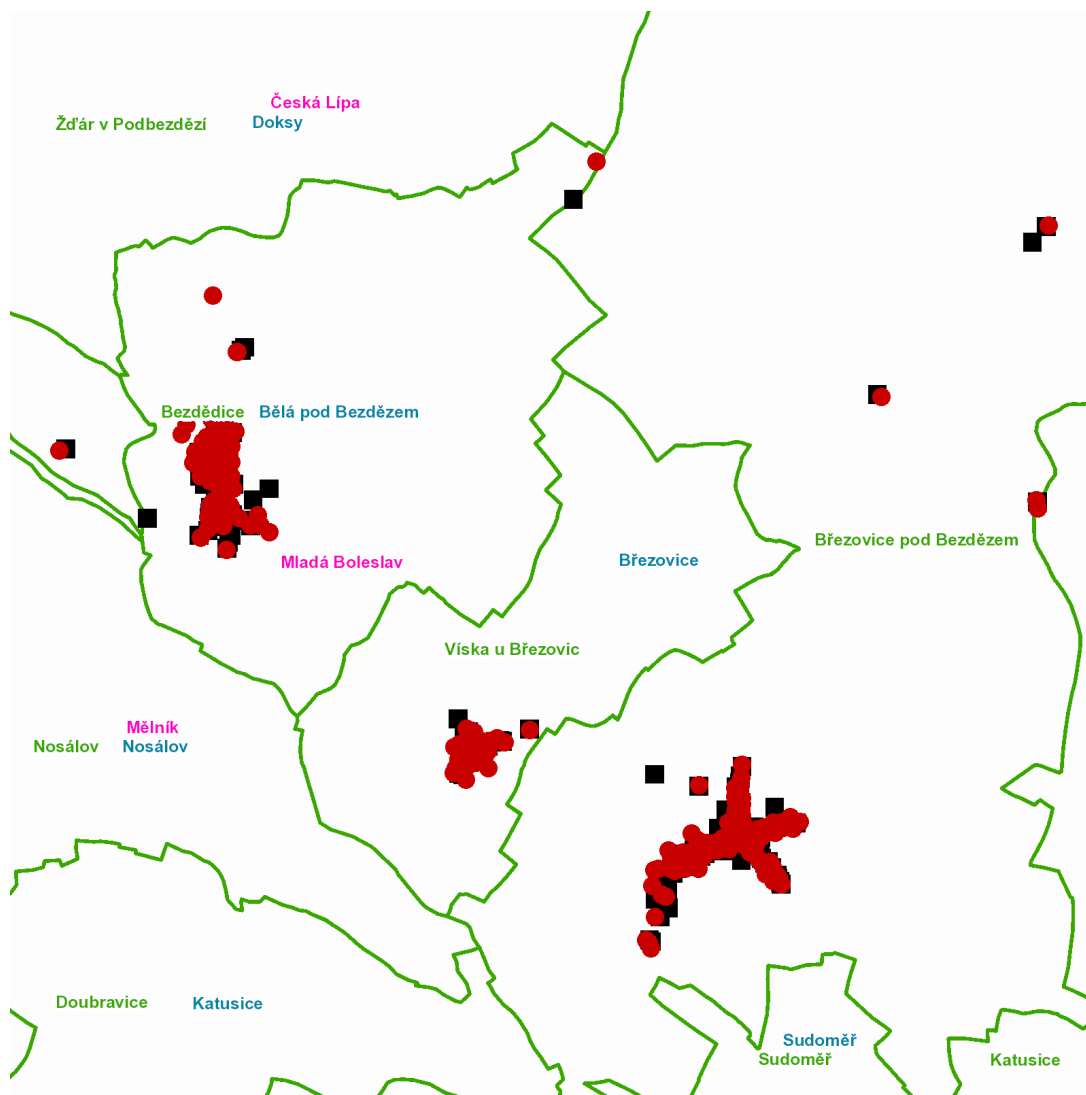 Česká Lípa
Žďár v Podbezdězí Doksy
Bezdědice Bělá pod Bezdězem
Březovice pod Bezdězem
Mladá Boleslav Březovice
Víska u Březovic
Mělník
Nosálov Nosálov
Doubravice Katusice
Sudoměř
Sudoměř Katusice